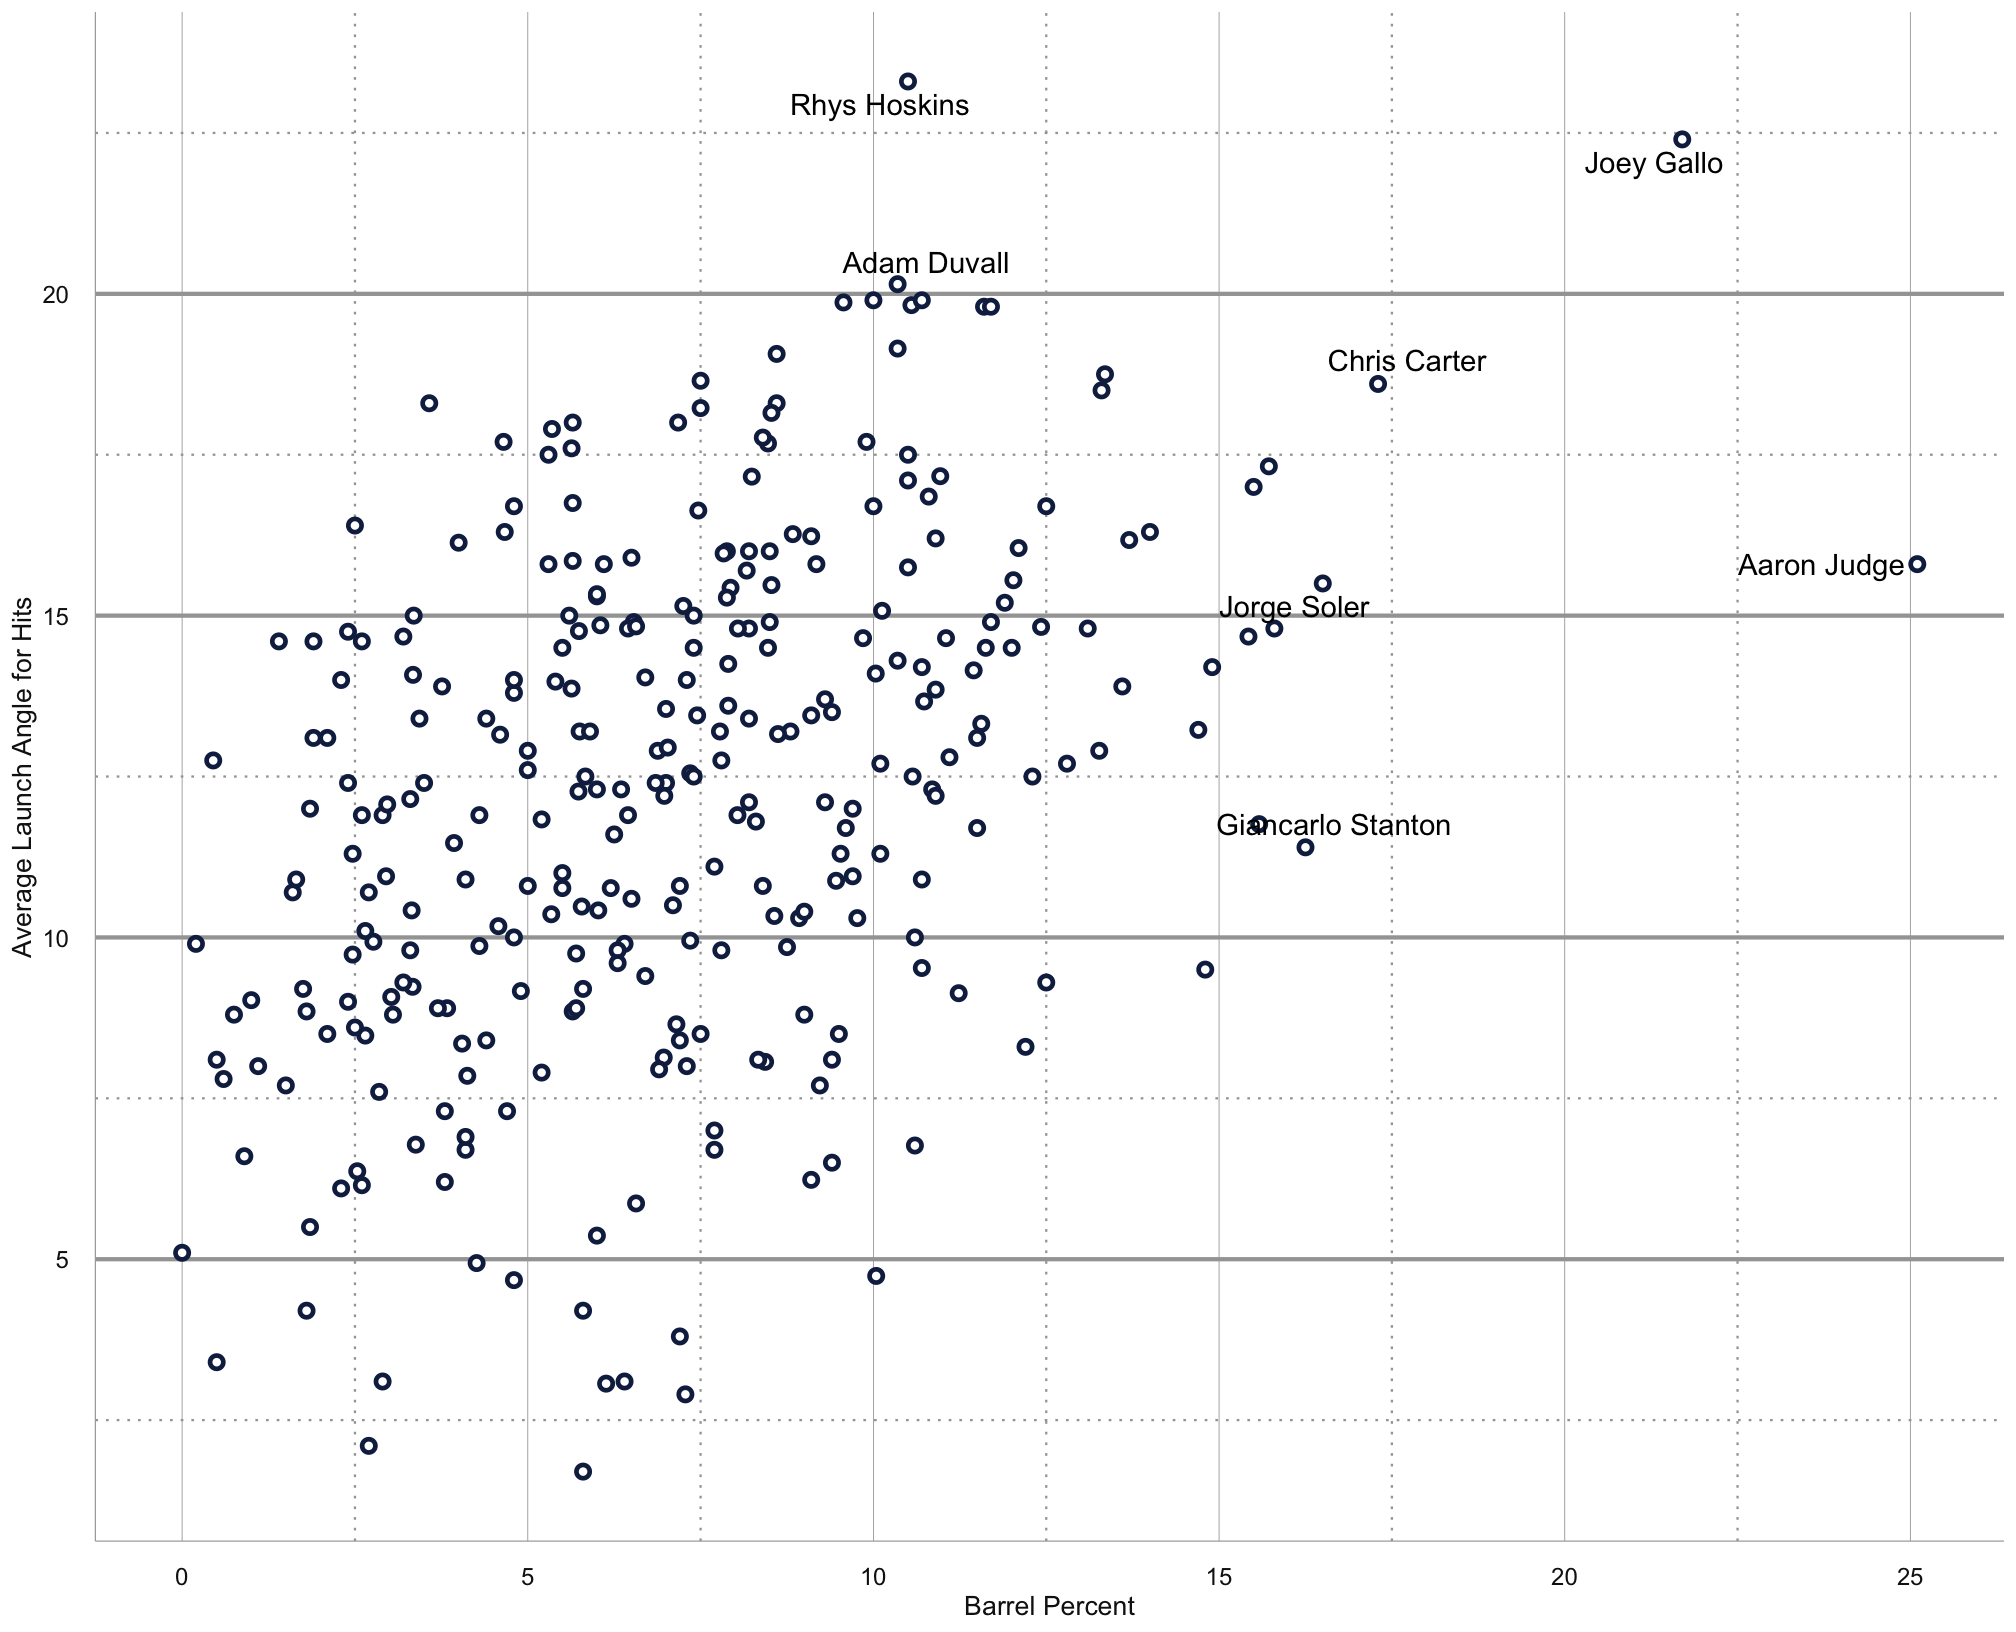 Rhys Hoskins
Joey Gallo
Adam Duvall
20
Chris Carter
Aaron Judge
Jorge Soler
15
Average Launch Angle for Hits
Giancarlo Stanton
10
5
0 5 10 15 20 25
Barrel Percent